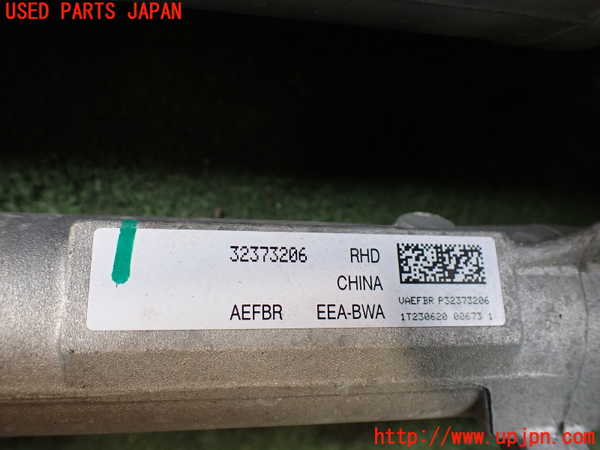 USED PARTS JAPAN
32373206 RHD
CHINA
AEFBR EEA-BWA
VAEFBR P32373206
1T230620 00673 1
http://www.upjpn.com/